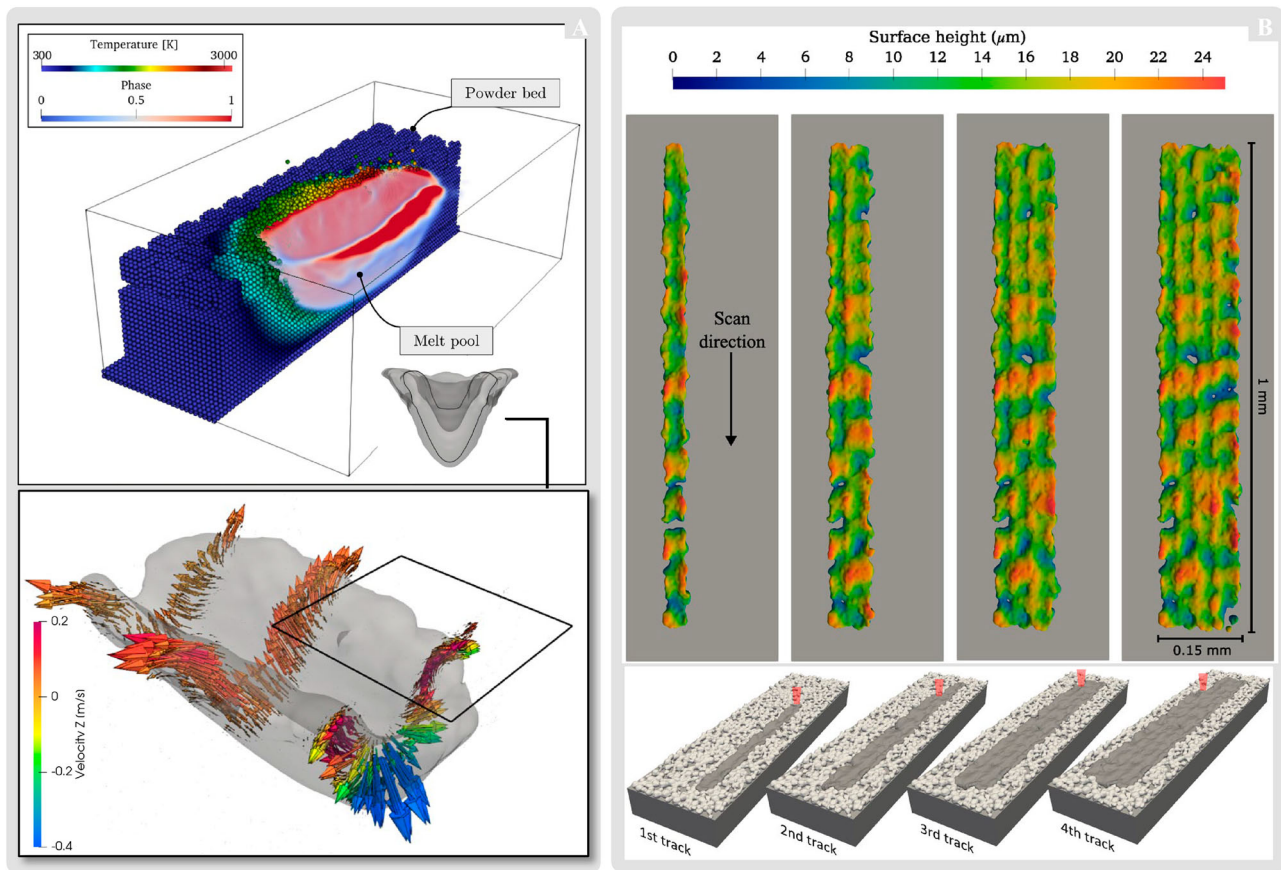 A
Temperature [K]
300 3000
Phase
0 0.5 1
Powder bed
Melt pool
0.2
0
-0.2
-0.4
Velocity Z [m/s]
B
Surface height (μm)
0 2 4 6 8 10 12 14 16 18 20 22 24
Scan
direction
1 mm
0.15 mm
1st track
2nd track
3rd track
4th track